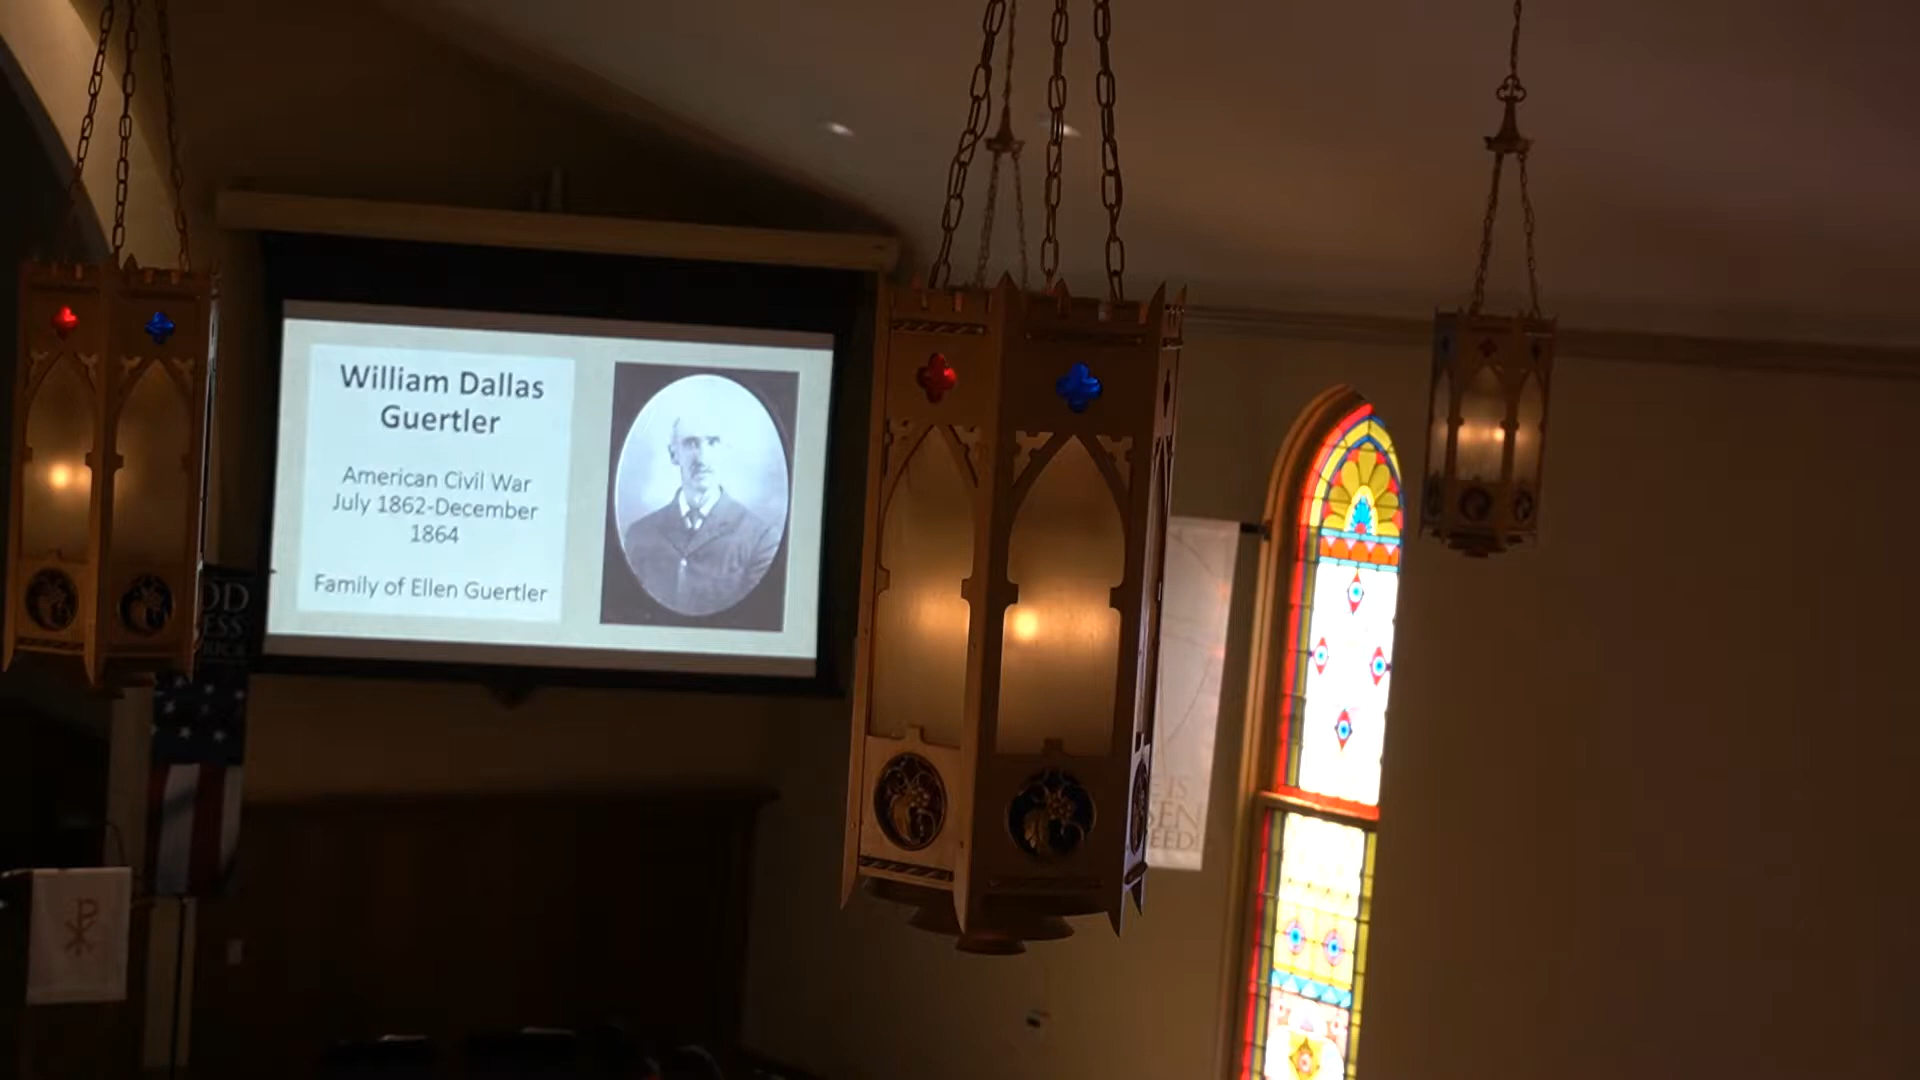 William Dallas
Guertler
American Civil War
July 1862-December
1864
Family of Ellen Guertler